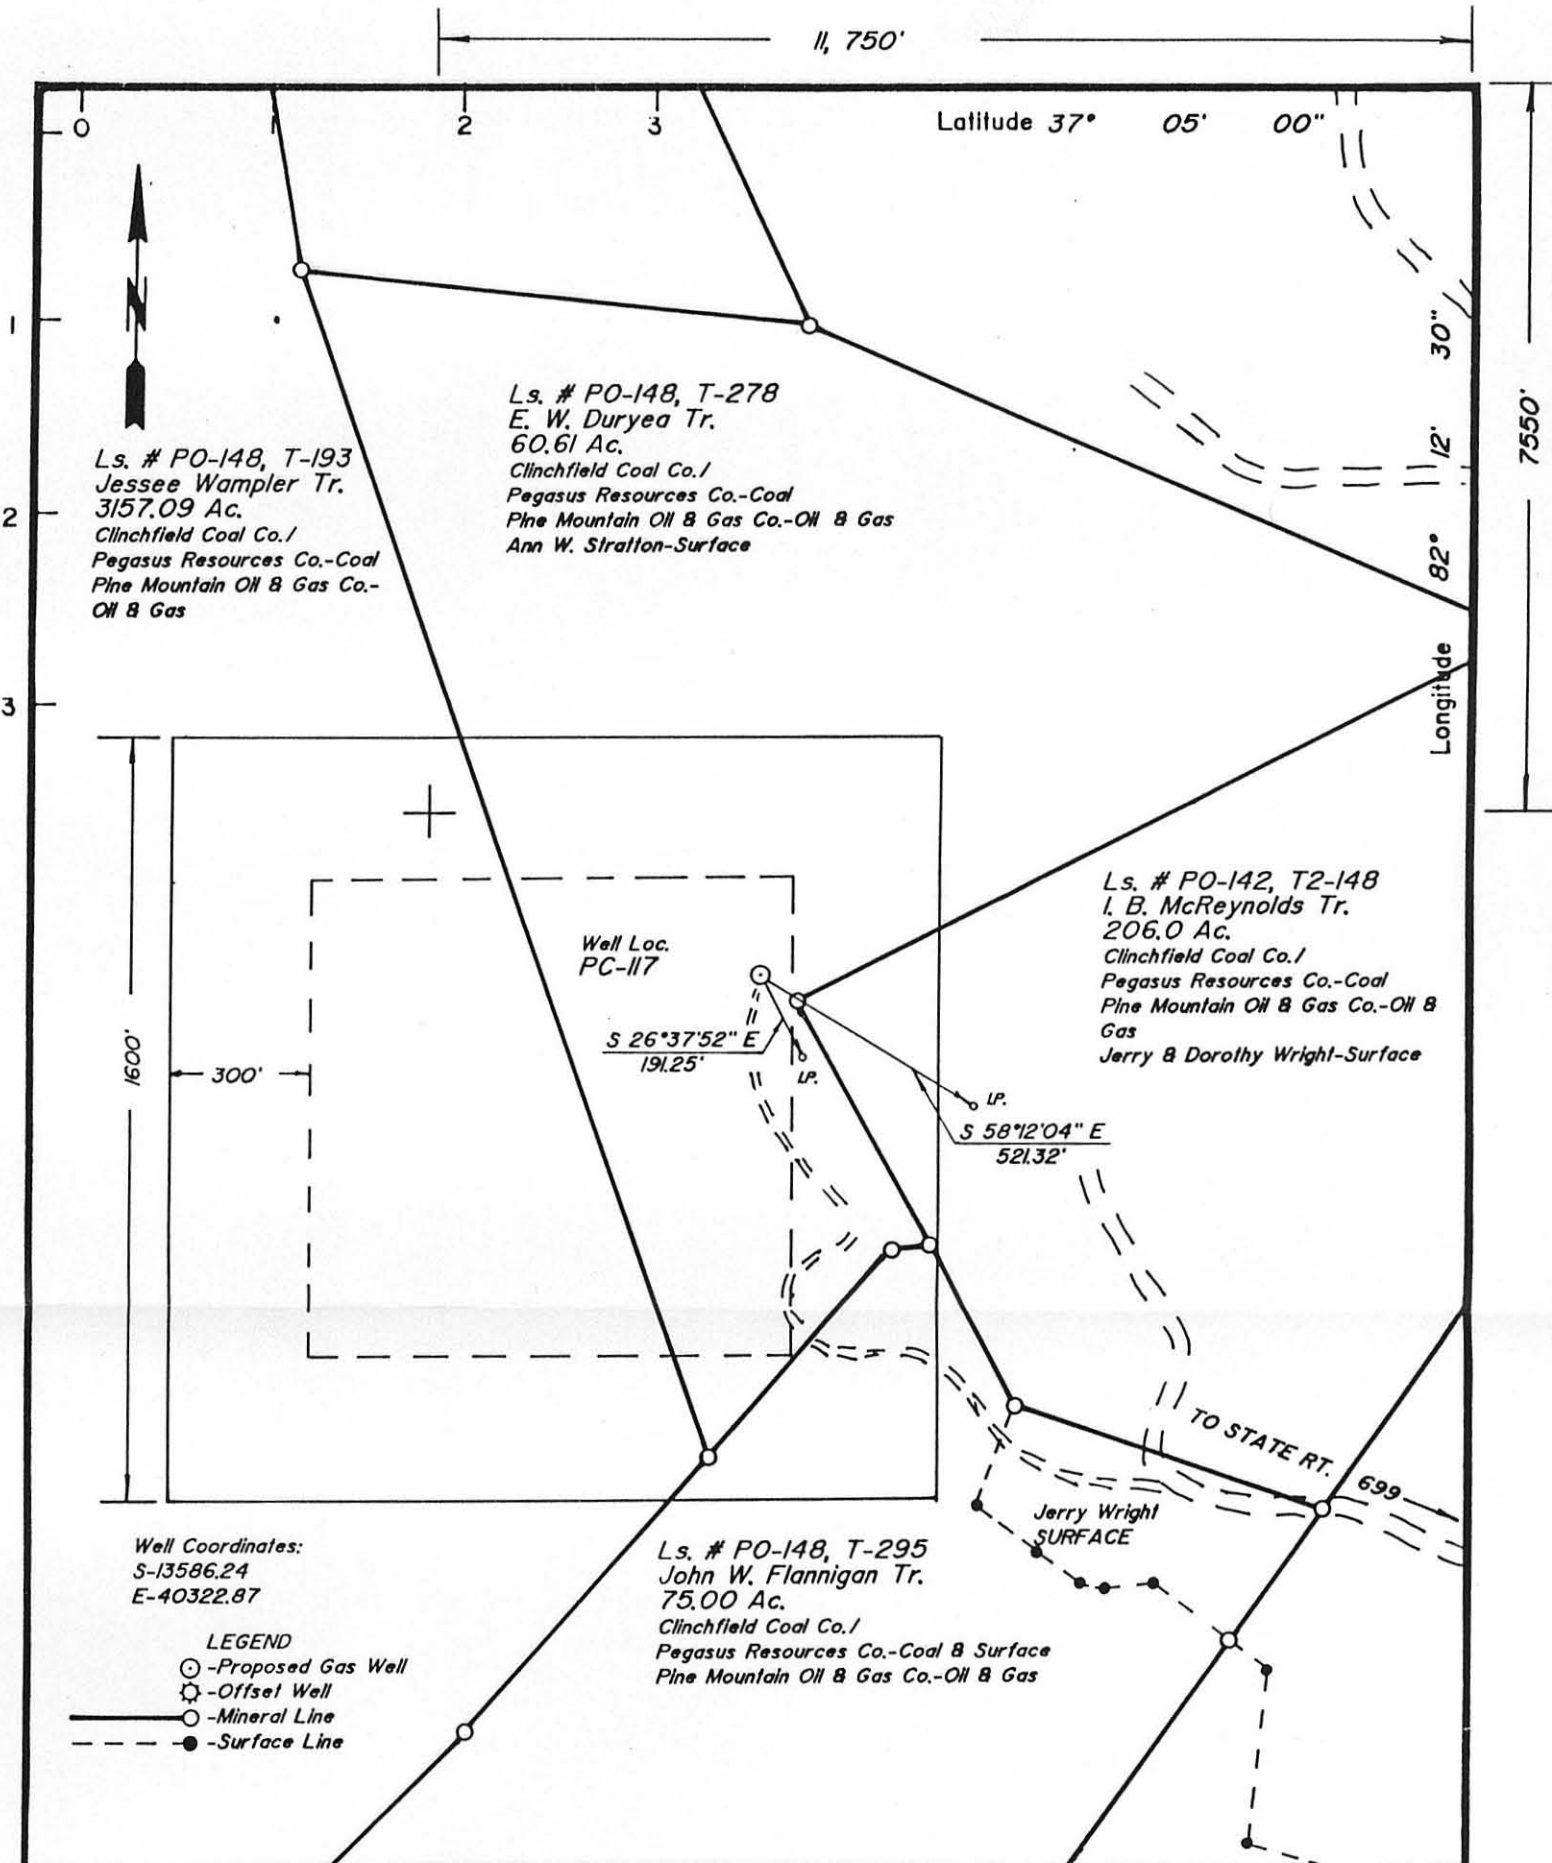 11,750'
0 1 2 3
Latitude 37° 05' 00"
N
1
2
3
Longitude 82° 12' 30"
7550'
Ls. # PO-148, T-278
E. W. Duryea Tr.
60.61 Ac.
Clinchfield Coal Co./
Pegasus Resources Co.-Coal
Pine Mountain Oil & Gas Co.-Oil & Gas
Ann W. Stratton-Surface
Ls. # PO-148, T-193
Jessee Wampler Tr.
3157.09 Ac.
Clinchfield Coal Co./
Pegasus Resources Co.-Coal
Pine Mountain Oil & Gas Co.-
Oil & Gas
Ls. # PO-142, T2-148
I. B. McReynolds Tr.
206.0 Ac.
Clinchfield Coal Co./
Pegasus Resources Co.-Coal
Pine Mountain Oil & Gas Co.-Oil &
Gas
Jerry & Dorothy Wright-Surface
Well Loc.
PC-117
S 26°37'52" E
191.25'
I.P.
I.P.
S 58°12'04" E
521.32'
1600'
300'
TO STATE RT. 699
Jerry Wright
SURFACE
Well Coordinates:
S-13586.24
E-40322.87
Ls. # PO-148, T-295
John W. Flannigan Tr.
75.00 Ac.
Clinchfield Coal Co./
Pegasus Resources Co.-Coal & Surface
Pine Mountain Oil & Gas Co.-Oil & Gas
LEGEND
-Proposed Gas Well
-Offset Well
-Mineral Line
-Surface Line